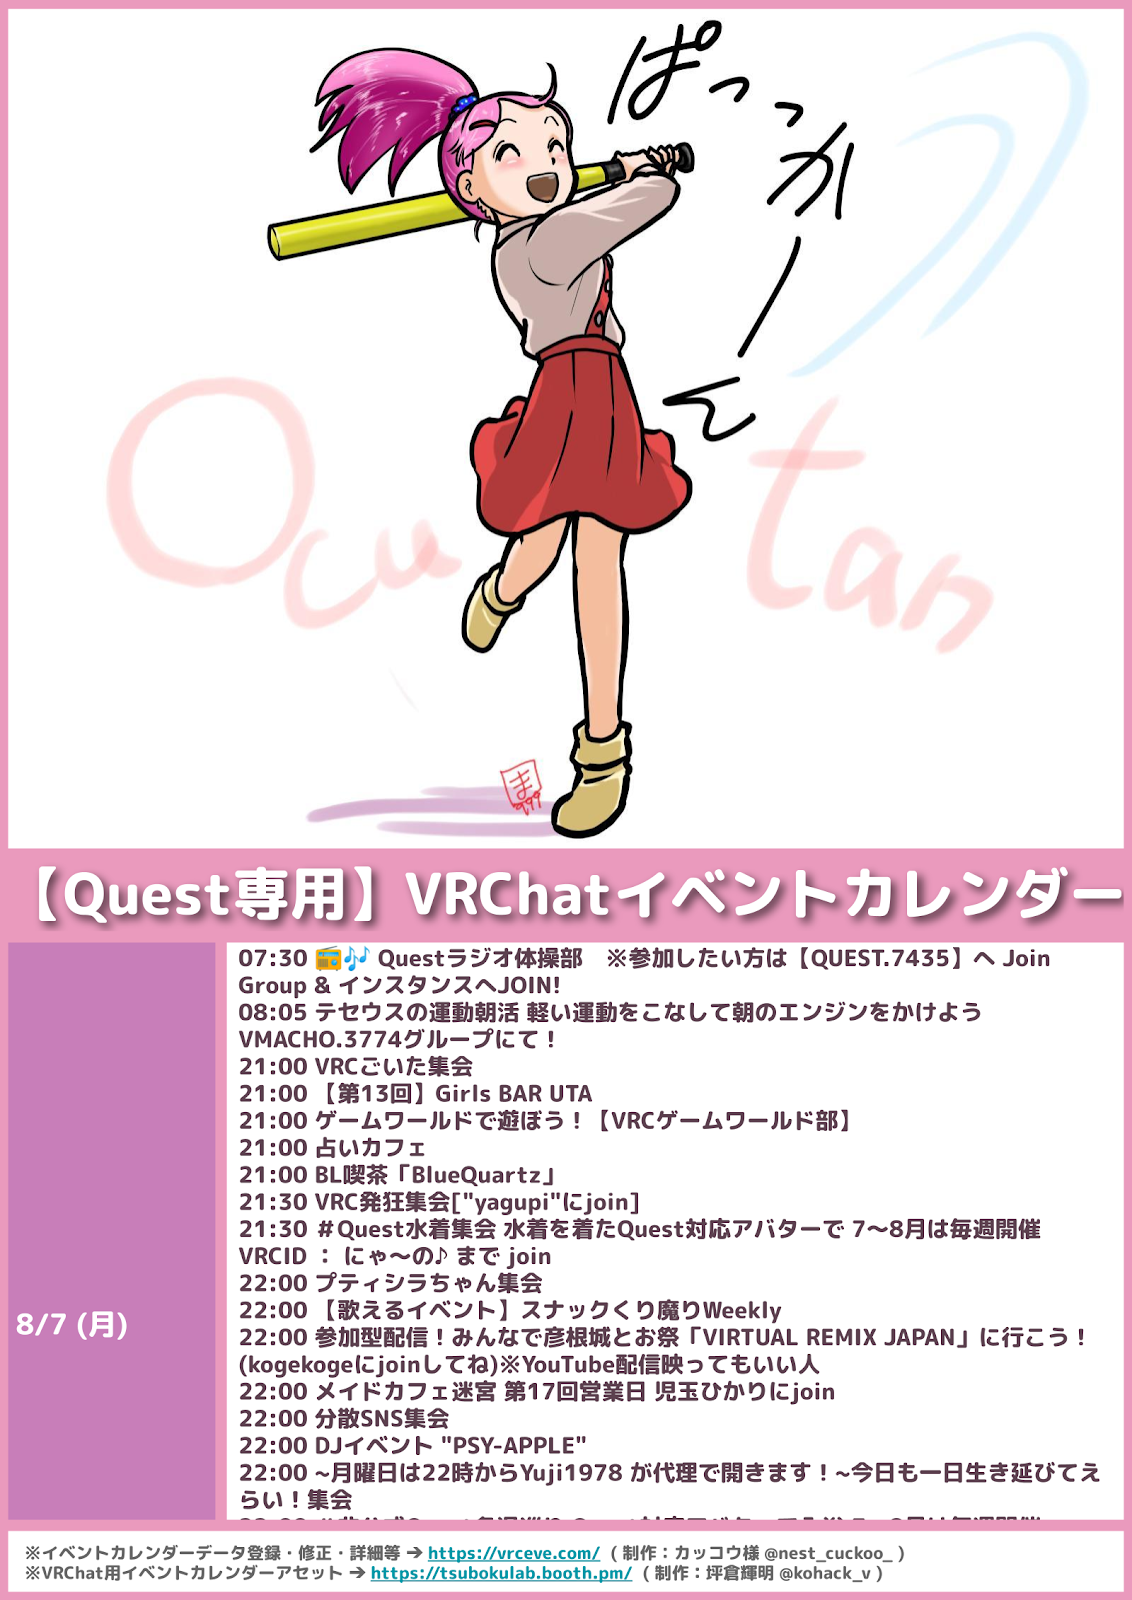 ぱっっカーん
Ocu tan
ま
999
【Quest専用】VRChatイベントカレンダー
07:30 📻🎶 Questラジオ体操部　※参加したい方は【QUEST.7435】へ Join
Group & インスタンスへJOIN!
08:05 テセウスの運動朝活 軽い運動をこなして朝のエンジンをかけよう
VMACHO.3774グループにて！
21:00 VRCごいた集会
21:00 【第13回】Girls BAR UTA
21:00 ゲームワールドで遊ぼう！【VRCゲームワールド部】
21:00 占いカフェ
21:00 BL喫茶「BlueQuartz」
21:30 VRC発狂集会["yagupi"にjoin]
21:30 ＃Quest水着集会 水着を着たQuest対応アバターで 7〜8月は毎週開催
VRCID ： にゃ〜の♪ まで join
22:00 プティシラちゃん集会
8/7 (月)
22:00 【歌えるイベント】スナックくり魔りWeekly
22:00 参加型配信！みんなで彦根城とお祭「VIRTUAL REMIX JAPAN」に行こう！
(kogekogeにjoinしてね)※YouTube配信映ってもいい人
22:00 メイドカフェ迷宮 第17回営業日 児玉ひかりにjoin
22:00 分散SNS集会
22:00 DJイベント "PSY-APPLE"
22:00 ~月曜日は22時からYuji1978 が代理で開きます！~今日も一日生き延びてえ
らい！集会
※イベントカレンダーデータ登録・修正・詳細等 ➔ https://vrceve.com/ （ 制作：カッコウ様 @nest_cuckoo_ ）
※VRChat用イベントカレンダーアセット ➔ https://tsubokulab.booth.pm/ （ 制作：坪倉輝明 @kohack_v ）